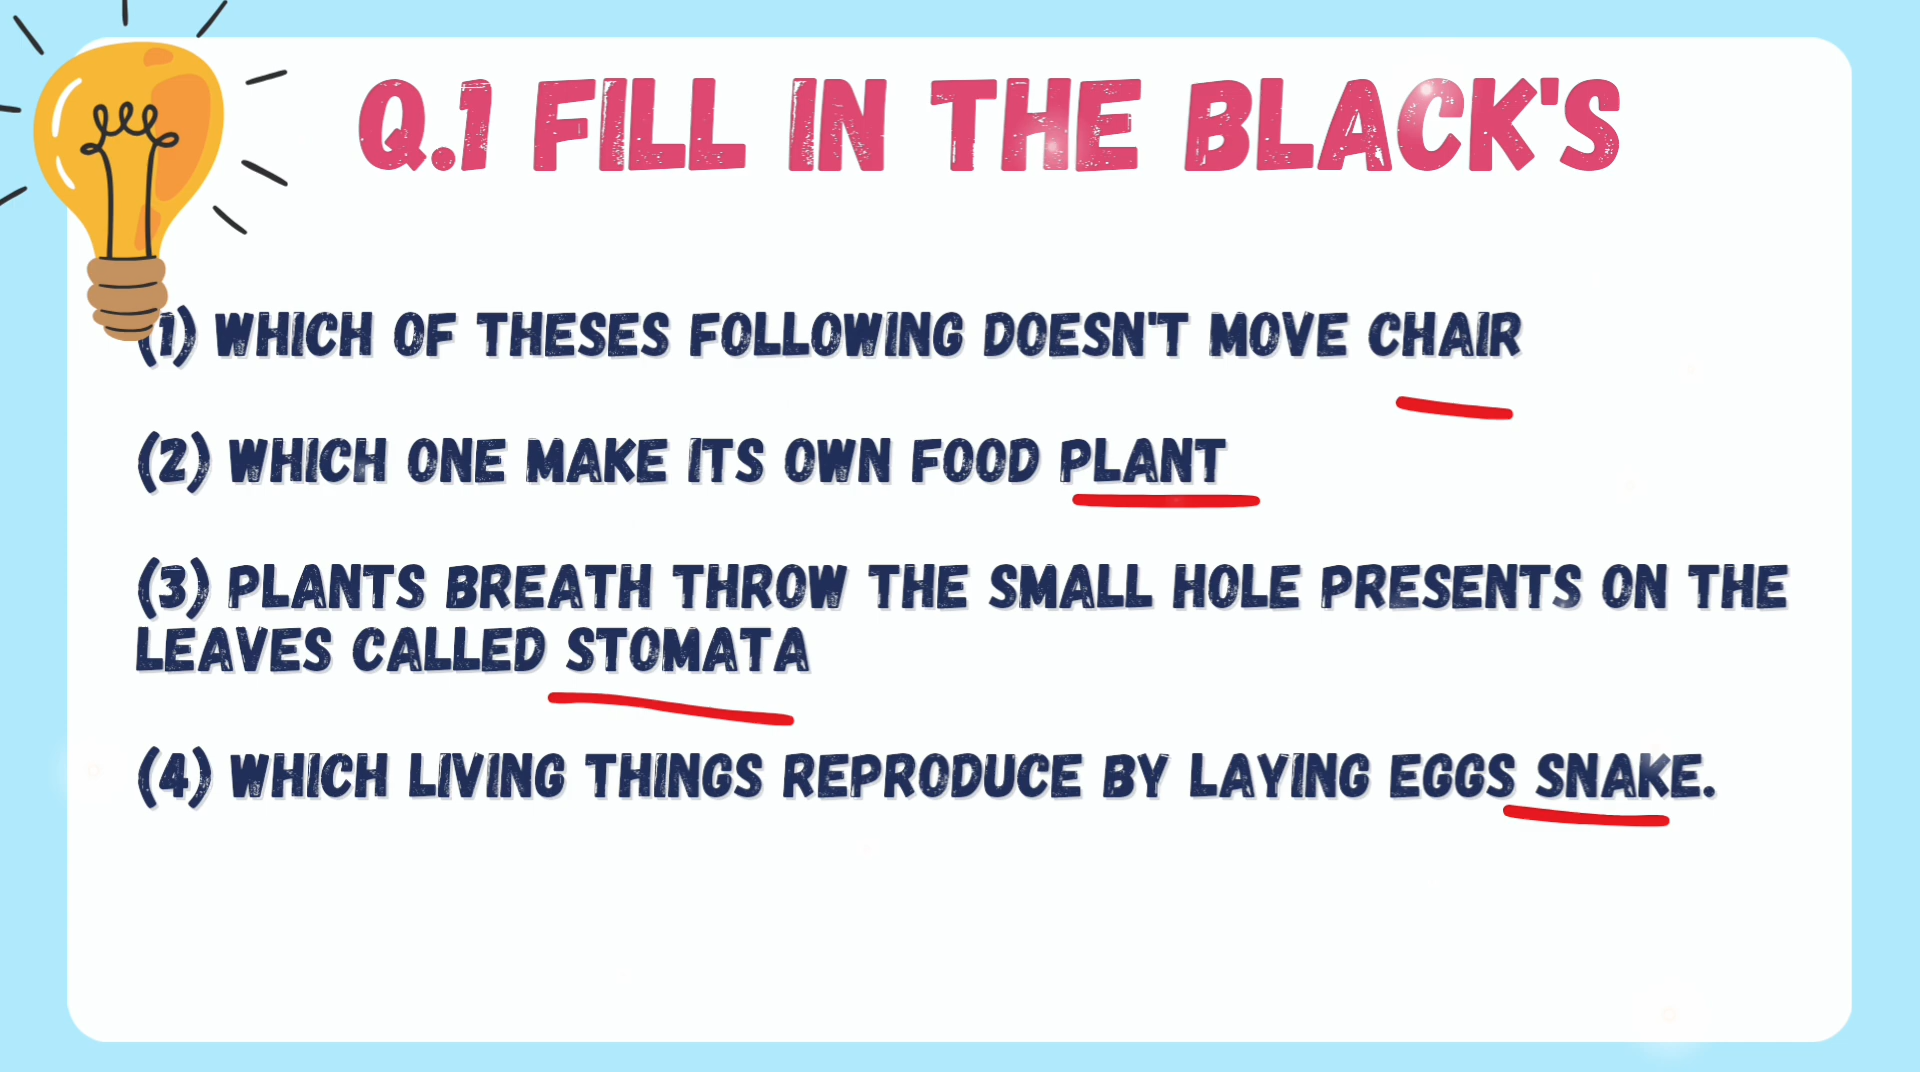 Q.1 FILL IN THE BLACK'S
(1) WHICH OF THESES FOLLOWING DOESN'T MOVE CHAIR
(2) WHICH ONE MAKE ITS OWN FOOD PLANT
(3) PLANTS BREATH THROW THE SMALL HOLE PRESENTS ON THE
LEAVES CALLED STOMATA
(4) WHICH LIVING THINGS REPRODUCE BY LAYING EGGS SNAKE.